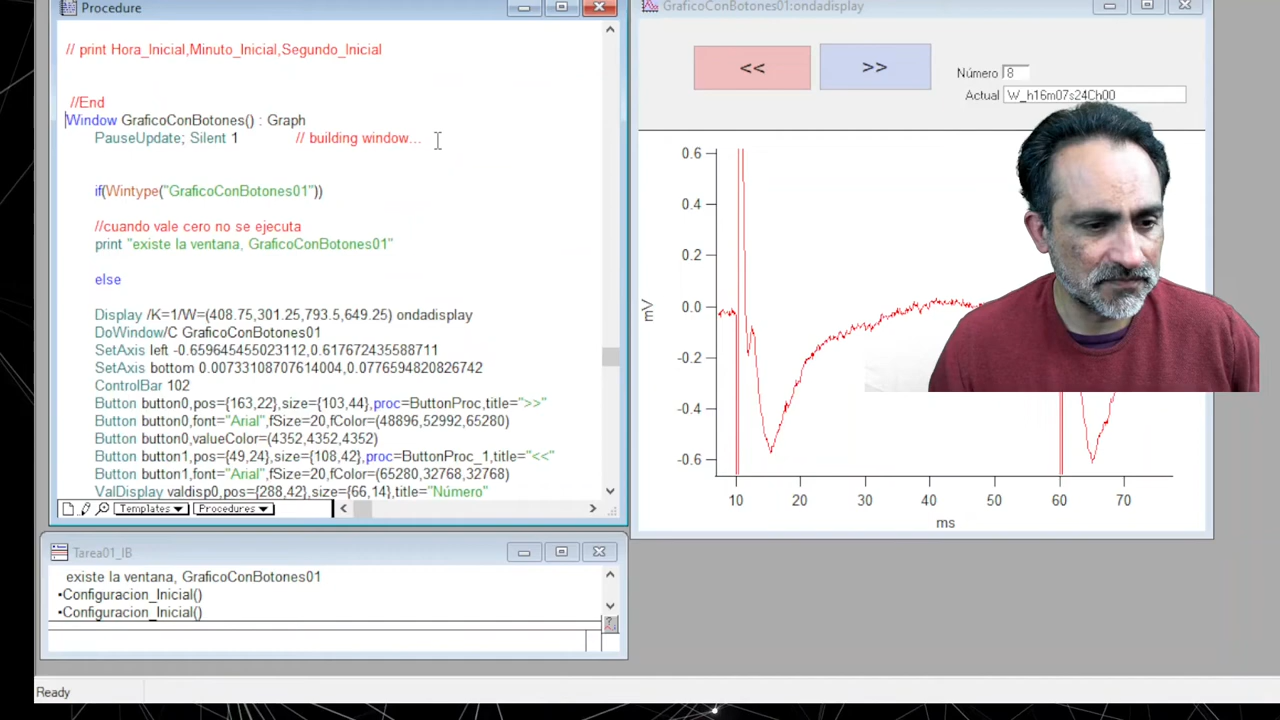 Procedure
// print Hora_Inicial,Minuto_Inicial,Segundo_Inicial
//End
Window GraficoConBotones() : Graph
PauseUpdate; Silent 1 // building window...
if(Wintype("GraficoConBotones01"))
//cuando vale cero no se ejecuta
print "existe la ventana, GraficoConBotones01"
else
Display /K=1/W=(408.75,301.25,793.5,649.25) ondadisplay
DoWindow/C GraficoConBotones01
SetAxis left -0.659645455023112,0.617672435588711
SetAxis bottom 0.00733108707614004,0.0776594820826742
ControlBar 102
Button button0,pos={163,22},size={103,44},proc=ButtonProc,title=">>"
Button button0,font="Arial",fSize=20,fColor=(48896,52992,65280)
Button button0,valueColor=(4352,4352,4352)
Button button1,pos={49,24},size={108,42},proc=ButtonProc_1,title="<<"
Button button1,font="Arial",fSize=20,fColor=(65280,32768,32768)
ValDisplay valdisp0,pos={288,42},size={66,14},title="Número"
Templates Procedures
Tarea01_IB
existe la ventana, GraficoConBotones01
•Configuracion_Inicial()
•Configuracion_Inicial()
Ready
GraficoConBotones01:ondadisplay
<< >>
Número 8
Actual W_h16m07s24Ch00
0.6
0.4
0.2
0.0
-0.2
-0.4
-0.6
mV
10 20 30 40 50 60 70
ms